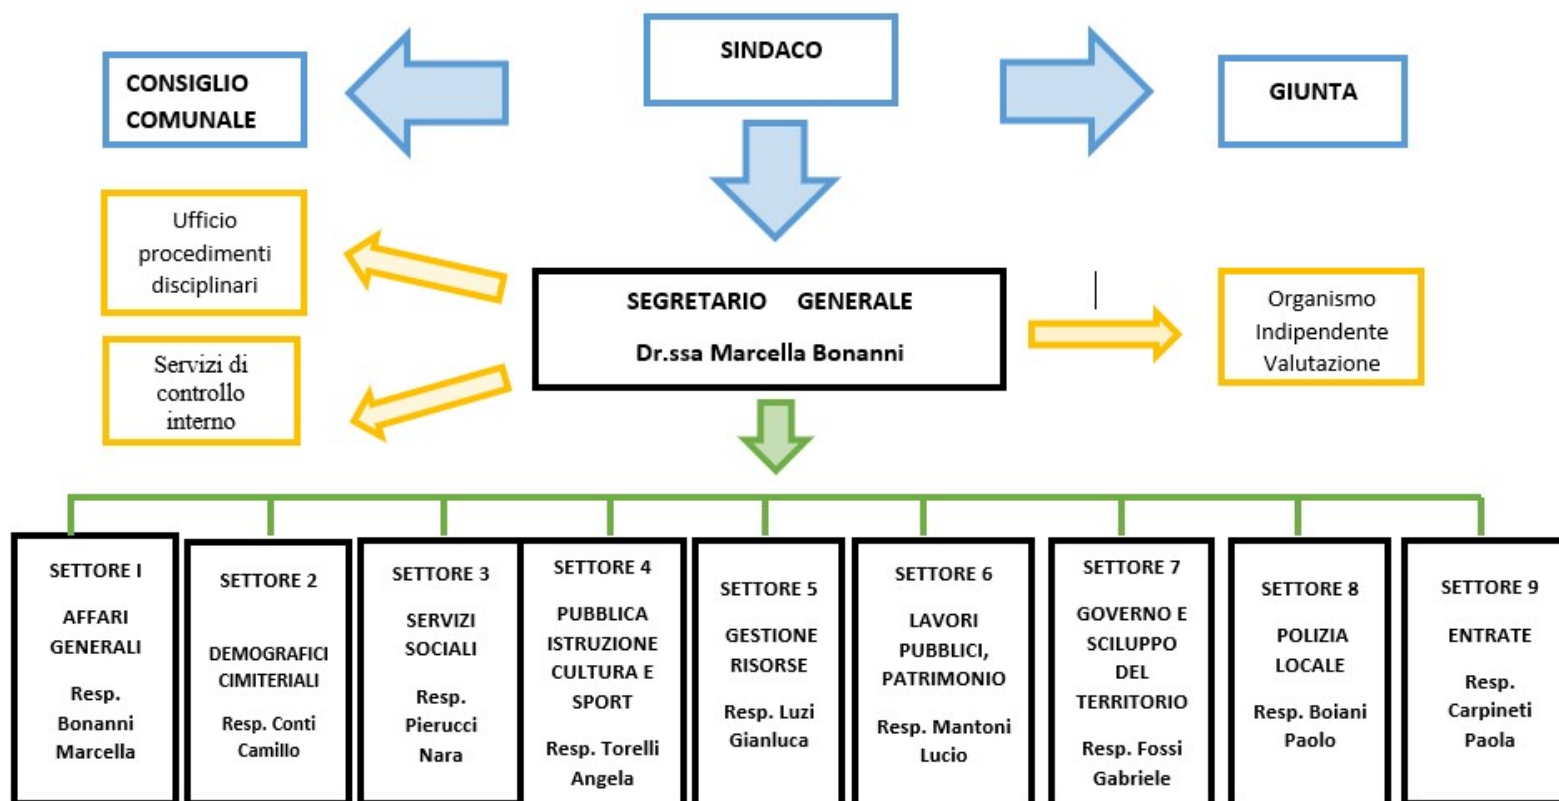 SINDACO
CONSIGLIO
COMUNALE
GIUNTA
Ufficio
procedimenti
disciplinari
SEGRETARIO GENERALE
Dr.ssa Marcella Bonanni
Organismo
Indipendente
Valutazione
Servizi di
controllo
interno
SETTORE I
AFFARI
GENERALI
Resp.
Bonanni
Marcella
SETTORE 2
DEMOGRAFICI
CIMITERIALI
Resp. Conti
Camillo
SETTORE 3
SERVIZI
SOCIALI
Resp.
Pierucci
Nara
SETTORE 4
PUBBLICA
ISTRUZIONE
CULTURA E
SPORT
Resp. Torelli
Angela
SETTORE 5
GESTIONE
RISORSE
Resp. Luzi
Gianluca
SETTORE 6
LAVORI
PUBBLICI,
PATRIMONIO
Resp. Mantoni
Lucio
SETTORE 7
GOVERNO E
SCILUPPO
DEL
TERRITORIO
Resp. Fossi
Gabriele
SETTORE 8
POLIZIA
LOCALE
Resp. Boiani
Paolo
SETTORE 9
ENTRATE
Resp.
Carpineti
Paola